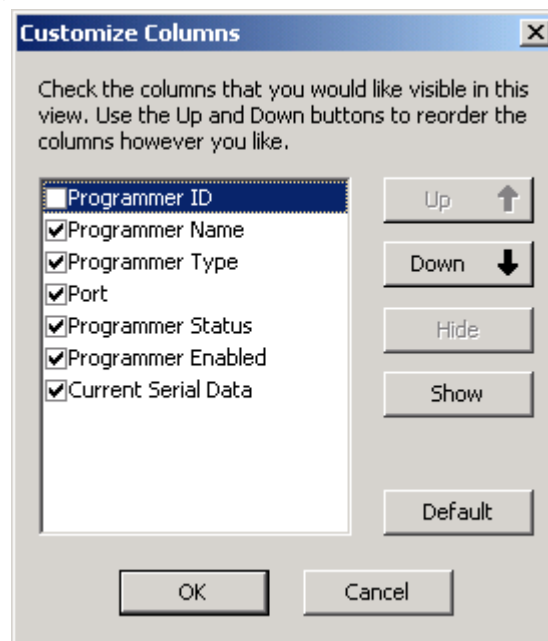 Customize Columns
Check the columns that you would like visible in this
view. Use the Up and Down buttons to reorder the
columns however you like.
Programmer ID
Programmer Name
Programmer Type
Port
Programmer Status
Programmer Enabled
Current Serial Data
Up
Down
Hide
Show
Default
OK
Cancel